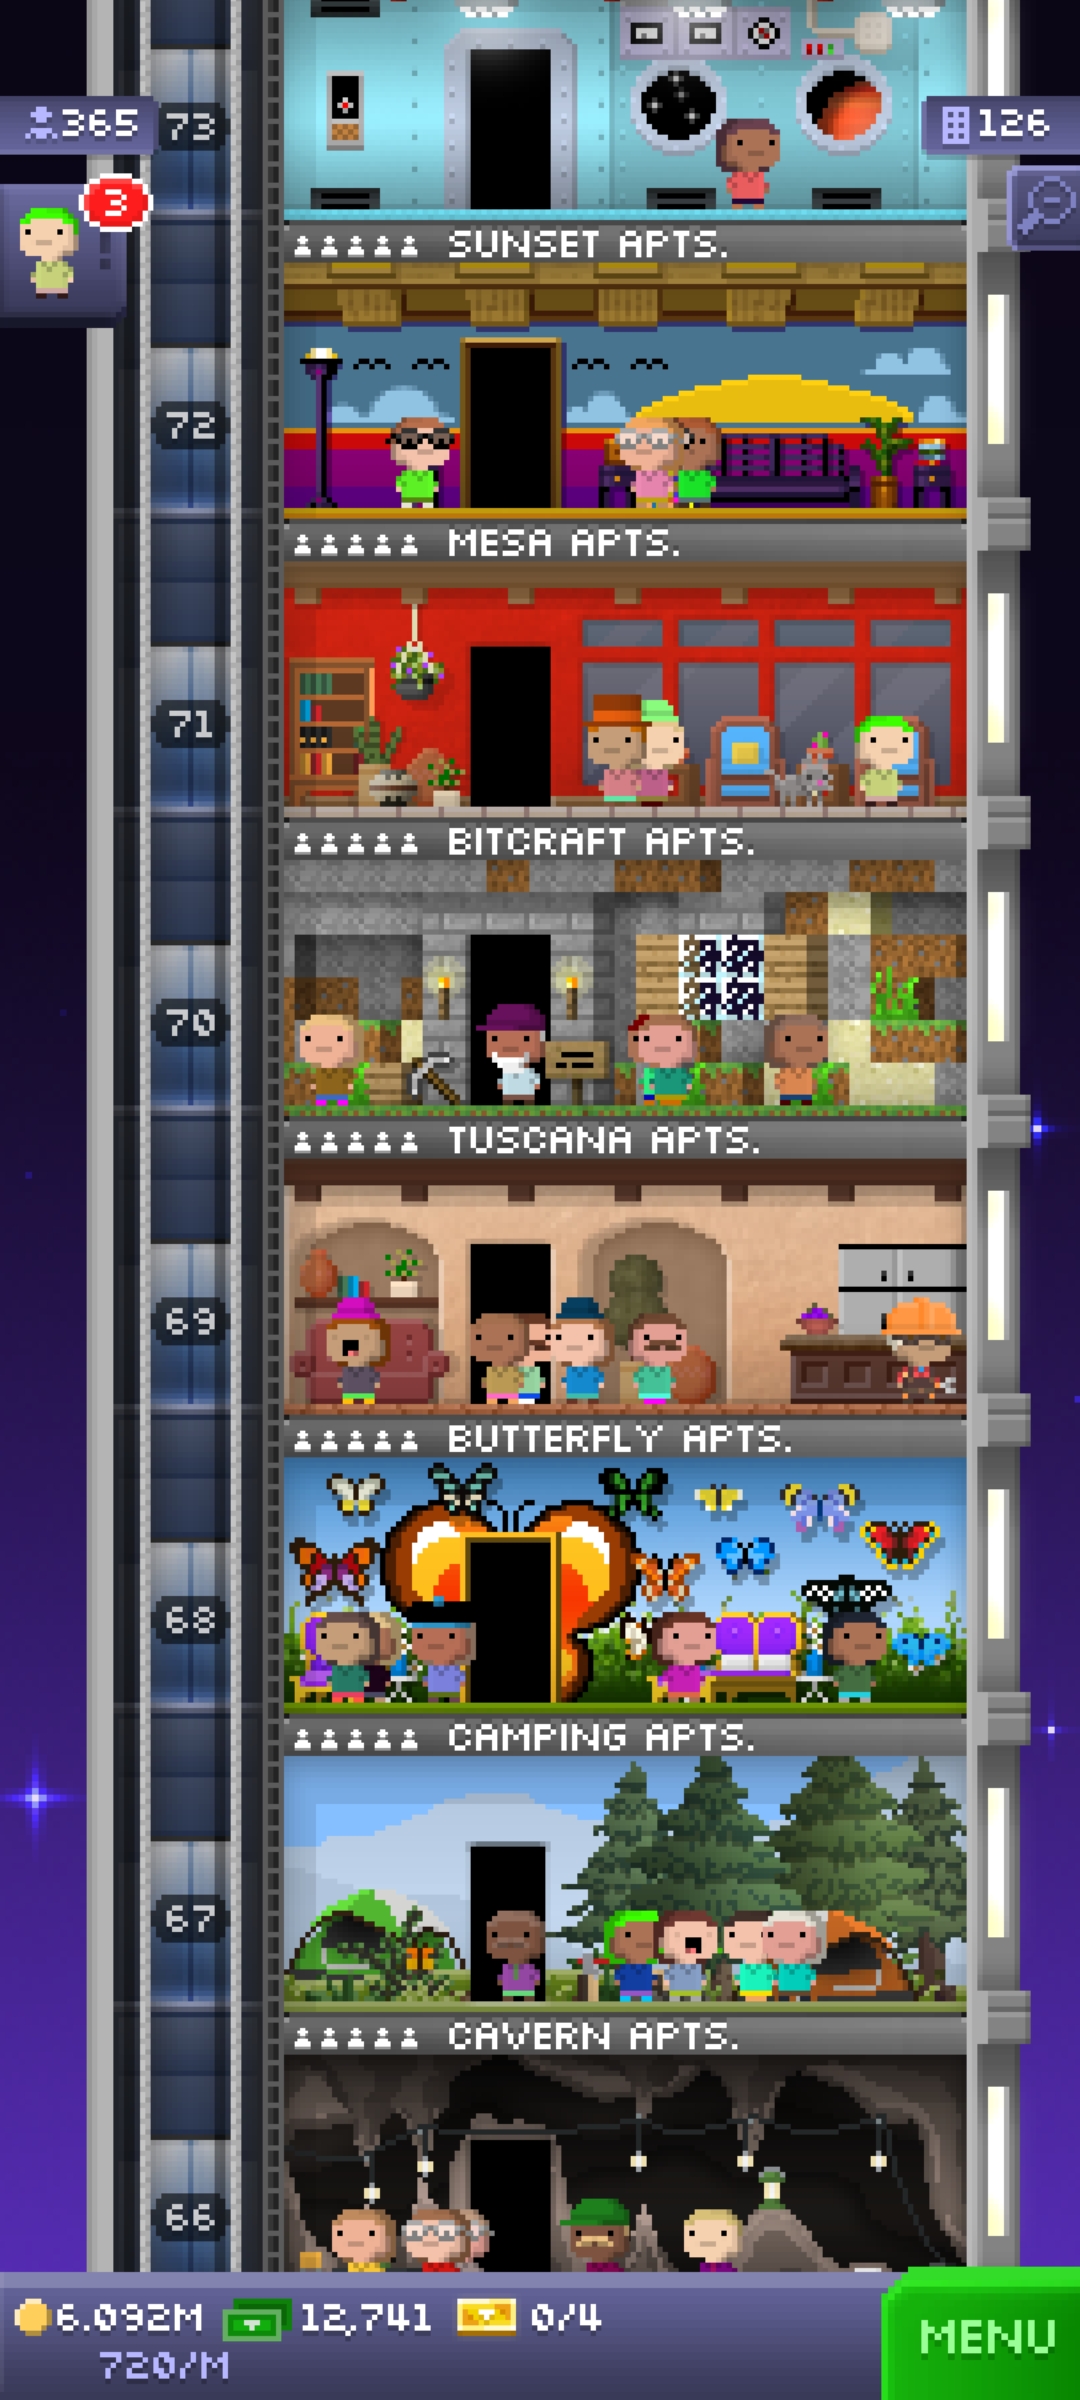 365
73
126
3
SUNSET APTS.
72
MESA APTS.
71
BITCRAFT APTS.
70
TUSCANA APTS.
69
BUTTERFLY APTS.
68
CAMPING APTS.
67
CAVERN APTS.
66
6.092M 12,741 0/4
720/M
MENU